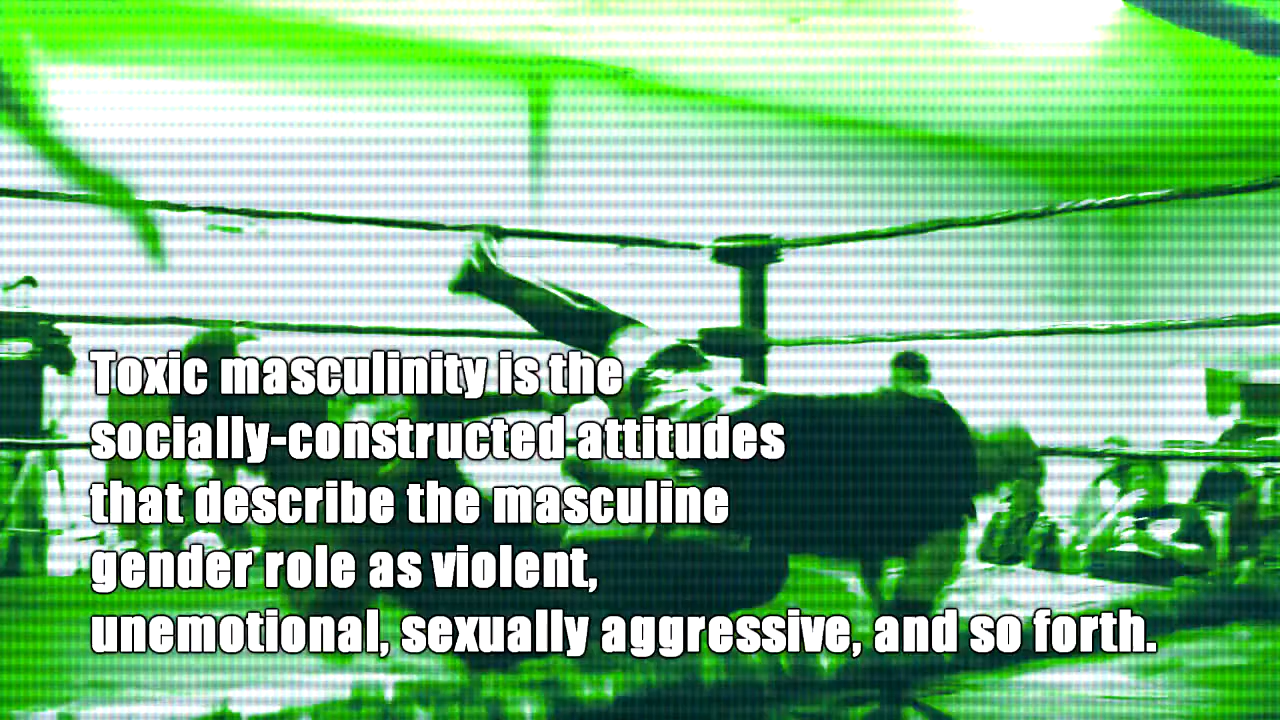 Toxic masculinity is the
socially-constructed attitudes
that describe the masculine
gender role as violent,
unemotional, sexually aggressive, and so forth.